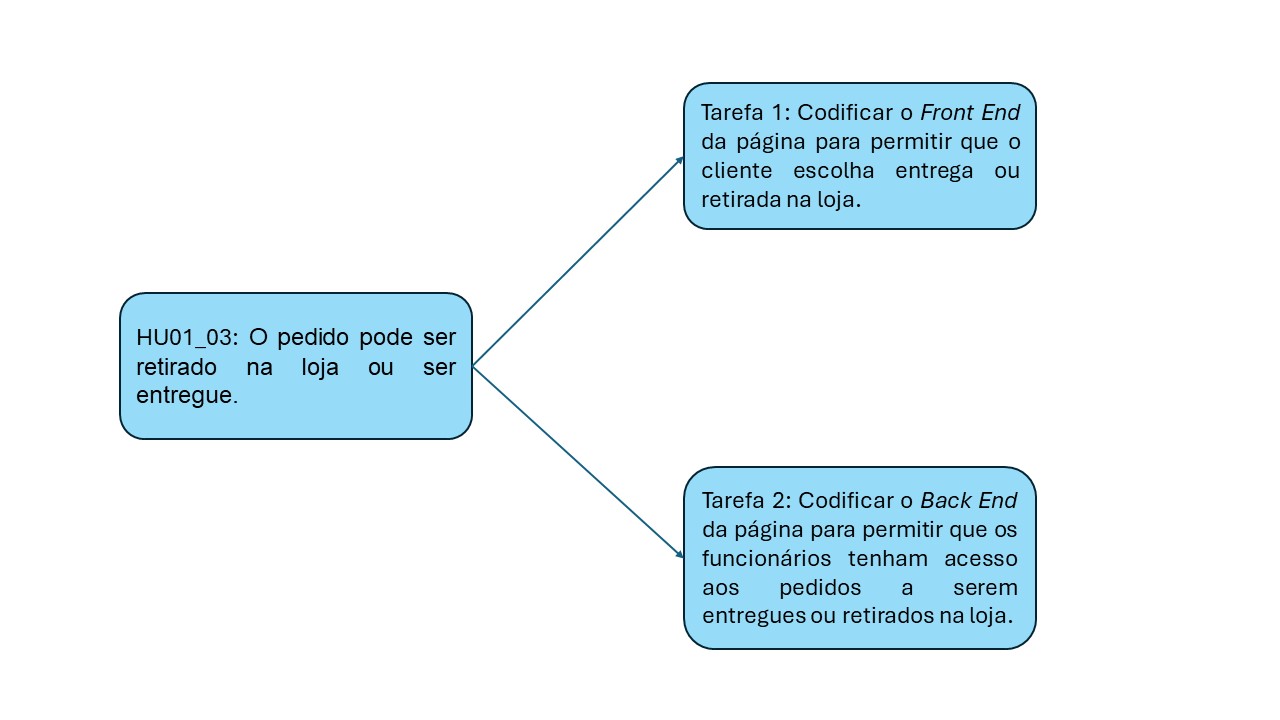 Tarefa 1: Codificar o Front End
da página para permitir que o
cliente escolha entrega ou
retirada na loja.
HU01_03: O pedido pode ser
retirado na loja ou ser
entregue.
Tarefa 2: Codificar o Back End
da página para permitir que os
funcionários tenham acesso
aos pedidos a serem
entregues ou retirados na loja.